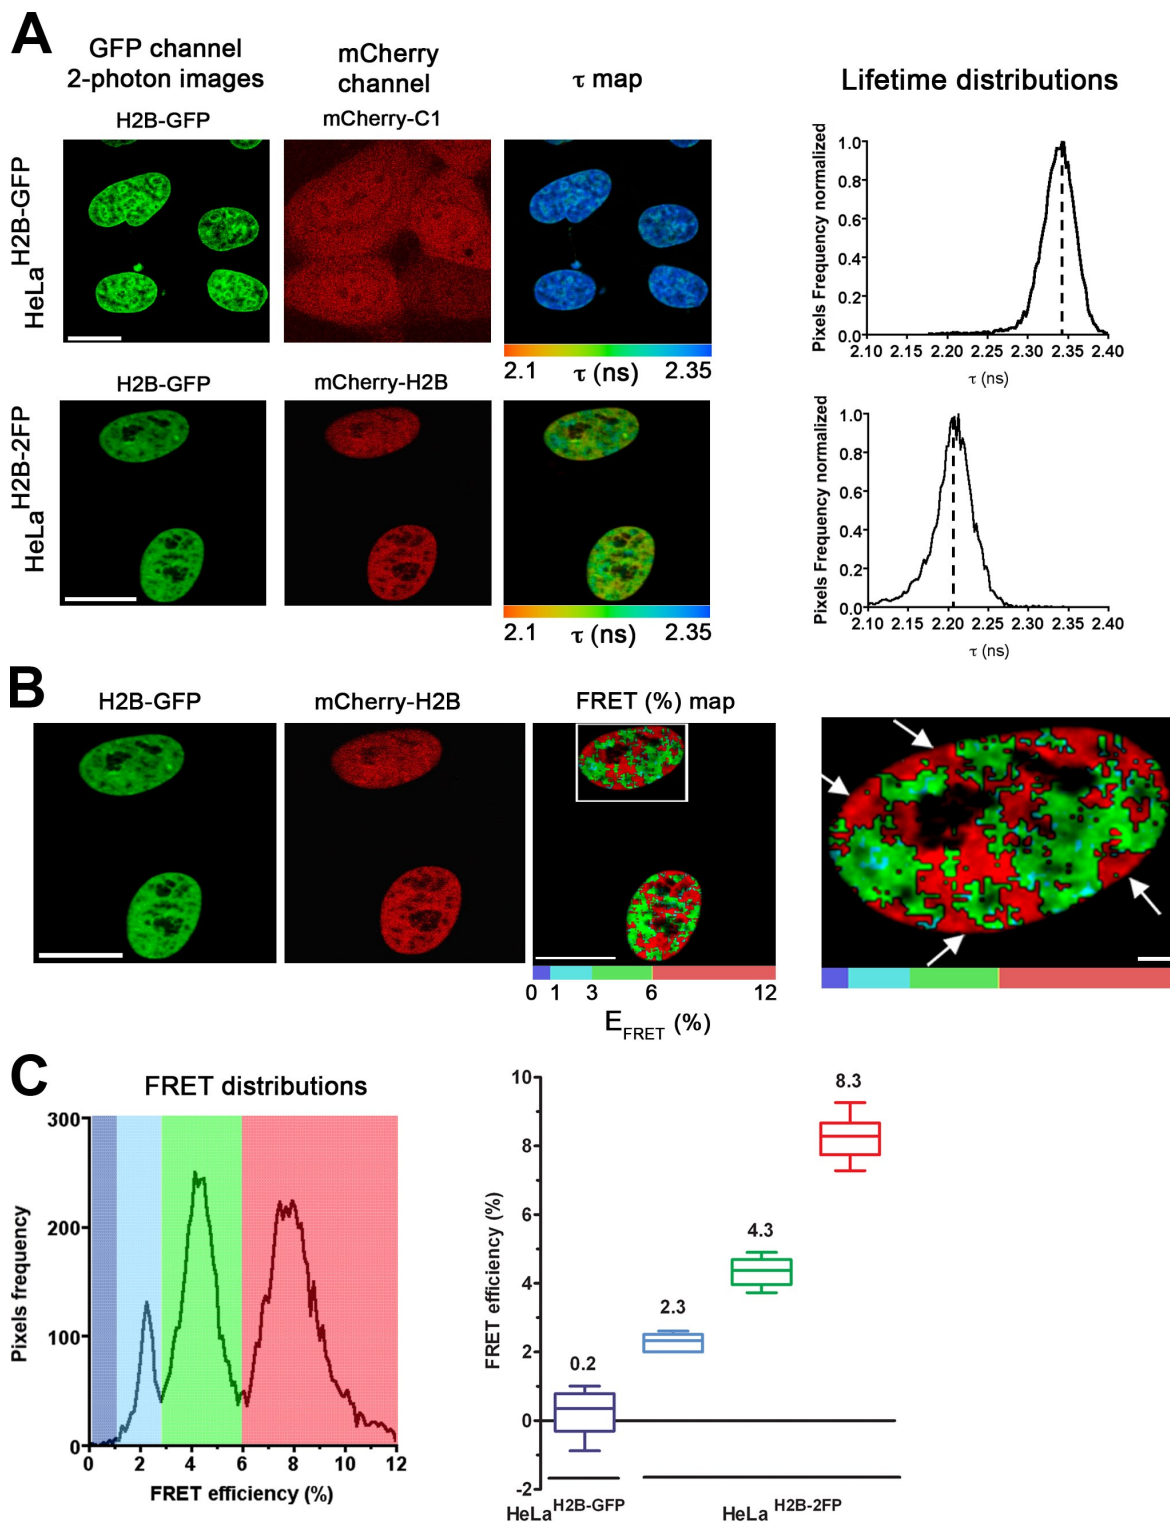 A
GFP channel
2-photon images
mCherry
channel
τ map
Lifetime distributions
H2B-GFP
mCherry-C1
HeLa H2B-GFP
2.1 τ (ns) 2.35
Pixels Frequency normalized
1.0
0.8
0.6
0.4
0.2
0.0
2.10 2.15 2.20 2.25 2.30 2.35 2.40
τ (ns)
H2B-GFP
mCherry-H2B
HeLa H2B-2FP
2.1 τ (ns) 2.35
Pixels Frequency normalized
1.0
0.8
0.6
0.4
0.2
0.0
2.10 2.15 2.20 2.25 2.30 2.35 2.40
τ (ns)
B
H2B-GFP
mCherry-H2B
FRET (%) map
0 1 3 6 12
EFRET (%)
C
FRET distributions
Pixels frequency
300
200
100
0
0 2 4 6 8 10 12
FRET efficiency (%)
FRET efficiency (%)
10
8
6
4
2
0
-2
0.2
2.3
4.3
8.3
HeLa H2B-GFP
HeLa H2B-2FP